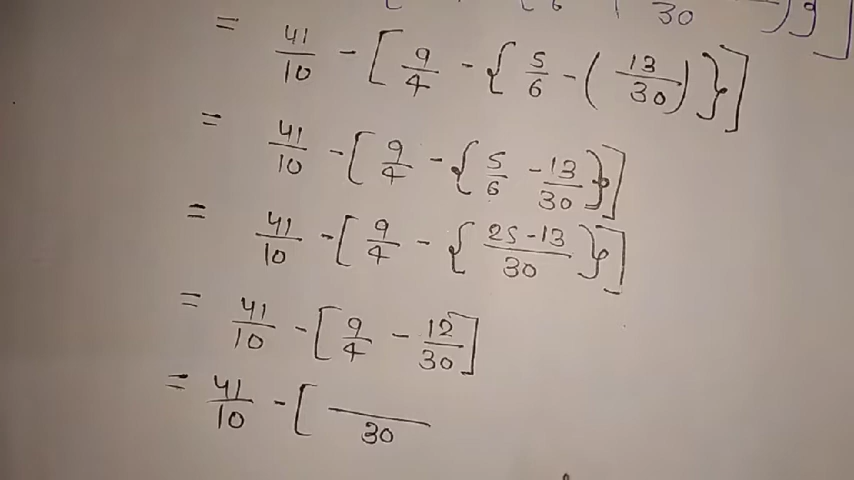 30 ) } ]
= 41/10 - [ 9/4 - { 5/6 - ( 13/30 ) } ]
= 41/10 - [ 9/4 - { 5/6 - 13/30 } ]
= 41/10 - [ 9/4 - { 25-13/30 } ]
= 41/10 - [ 9/4 - 12/30 ]
= 41/10 - [ /30